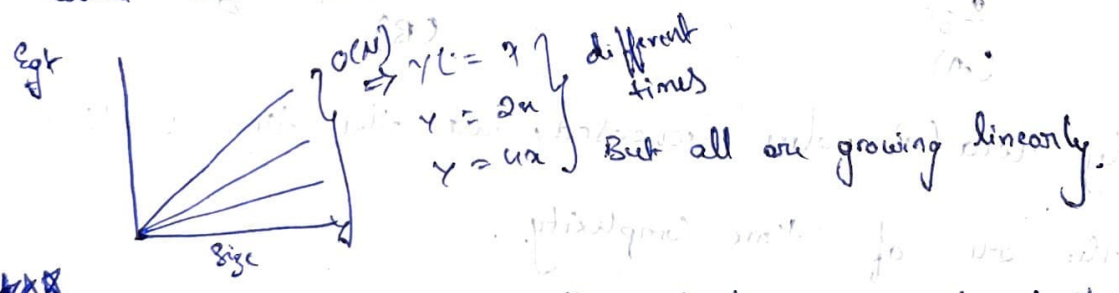 Eg:
O(N) ⇒ y = x } different times
y = 2x
y = 4x } But all are growing linearly.
Size